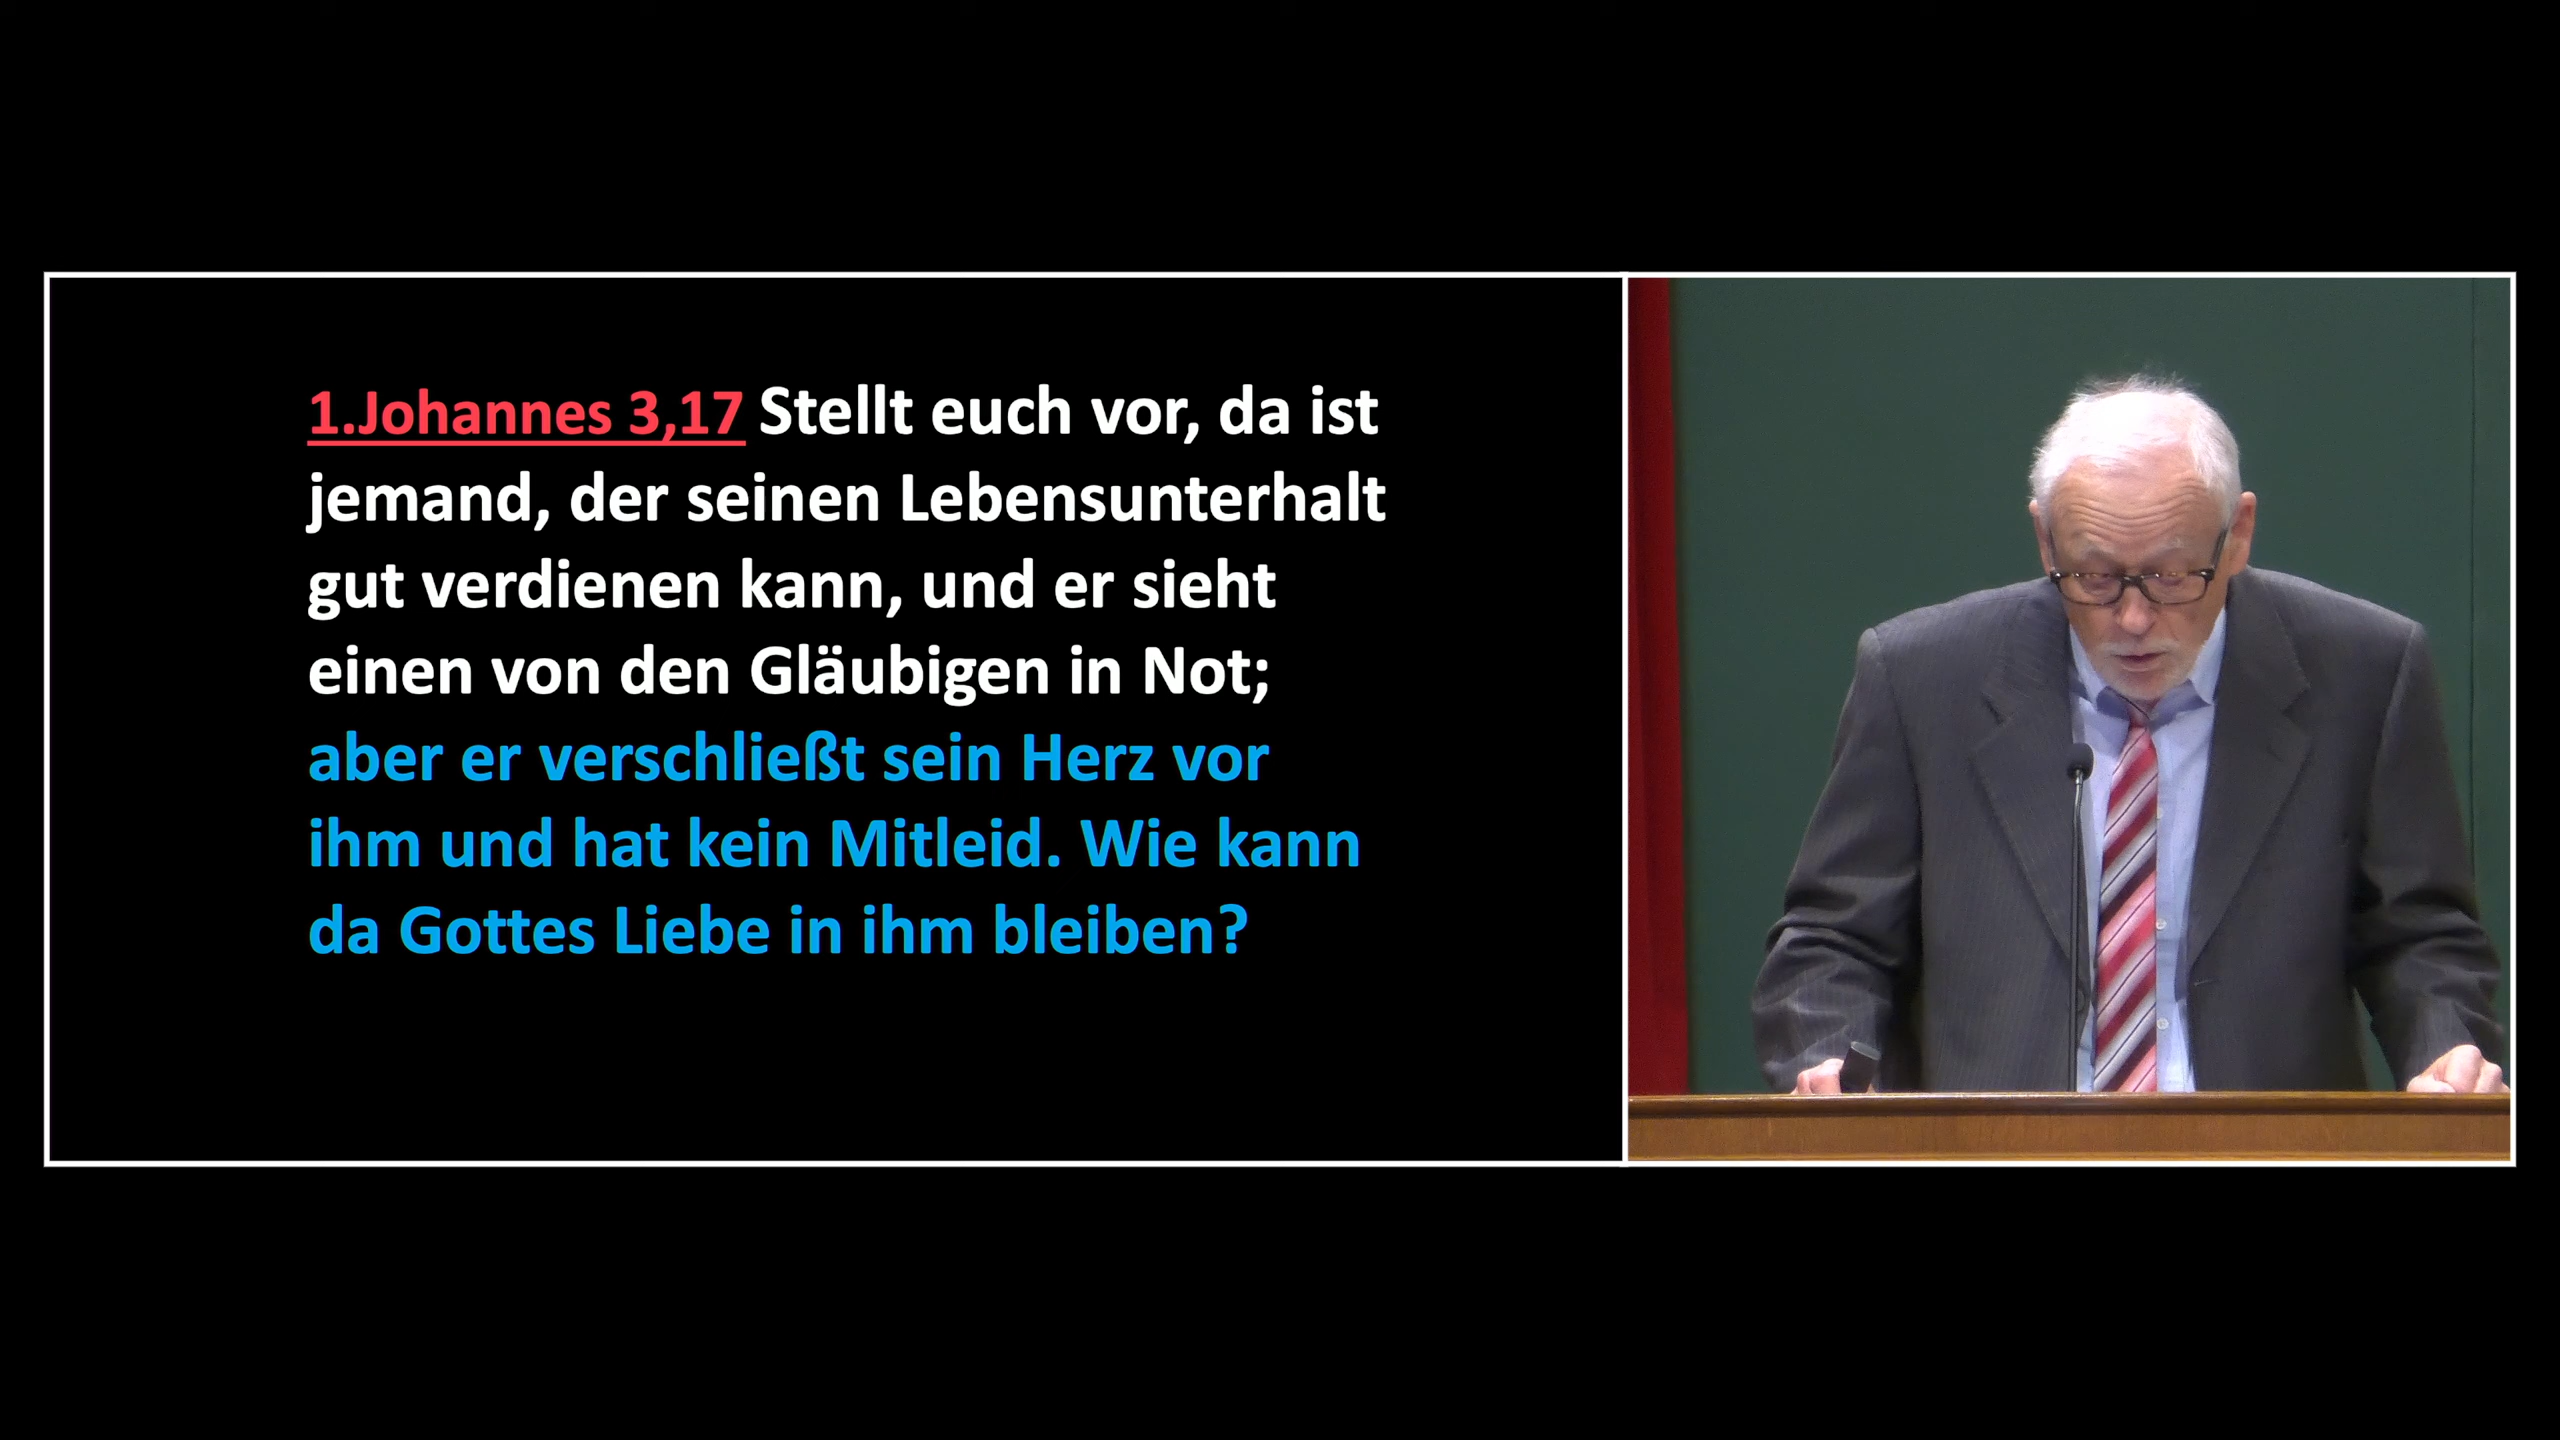 1.Johannes 3,17 Stellt euch vor, da ist
jemand, der seinen Lebensunterhalt
gut verdienen kann, und er sieht
einen von den Gläubigen in Not;
aber er verschließt sein Herz vor
ihm und hat kein Mitleid. Wie kann
da Gottes Liebe in ihm bleiben?